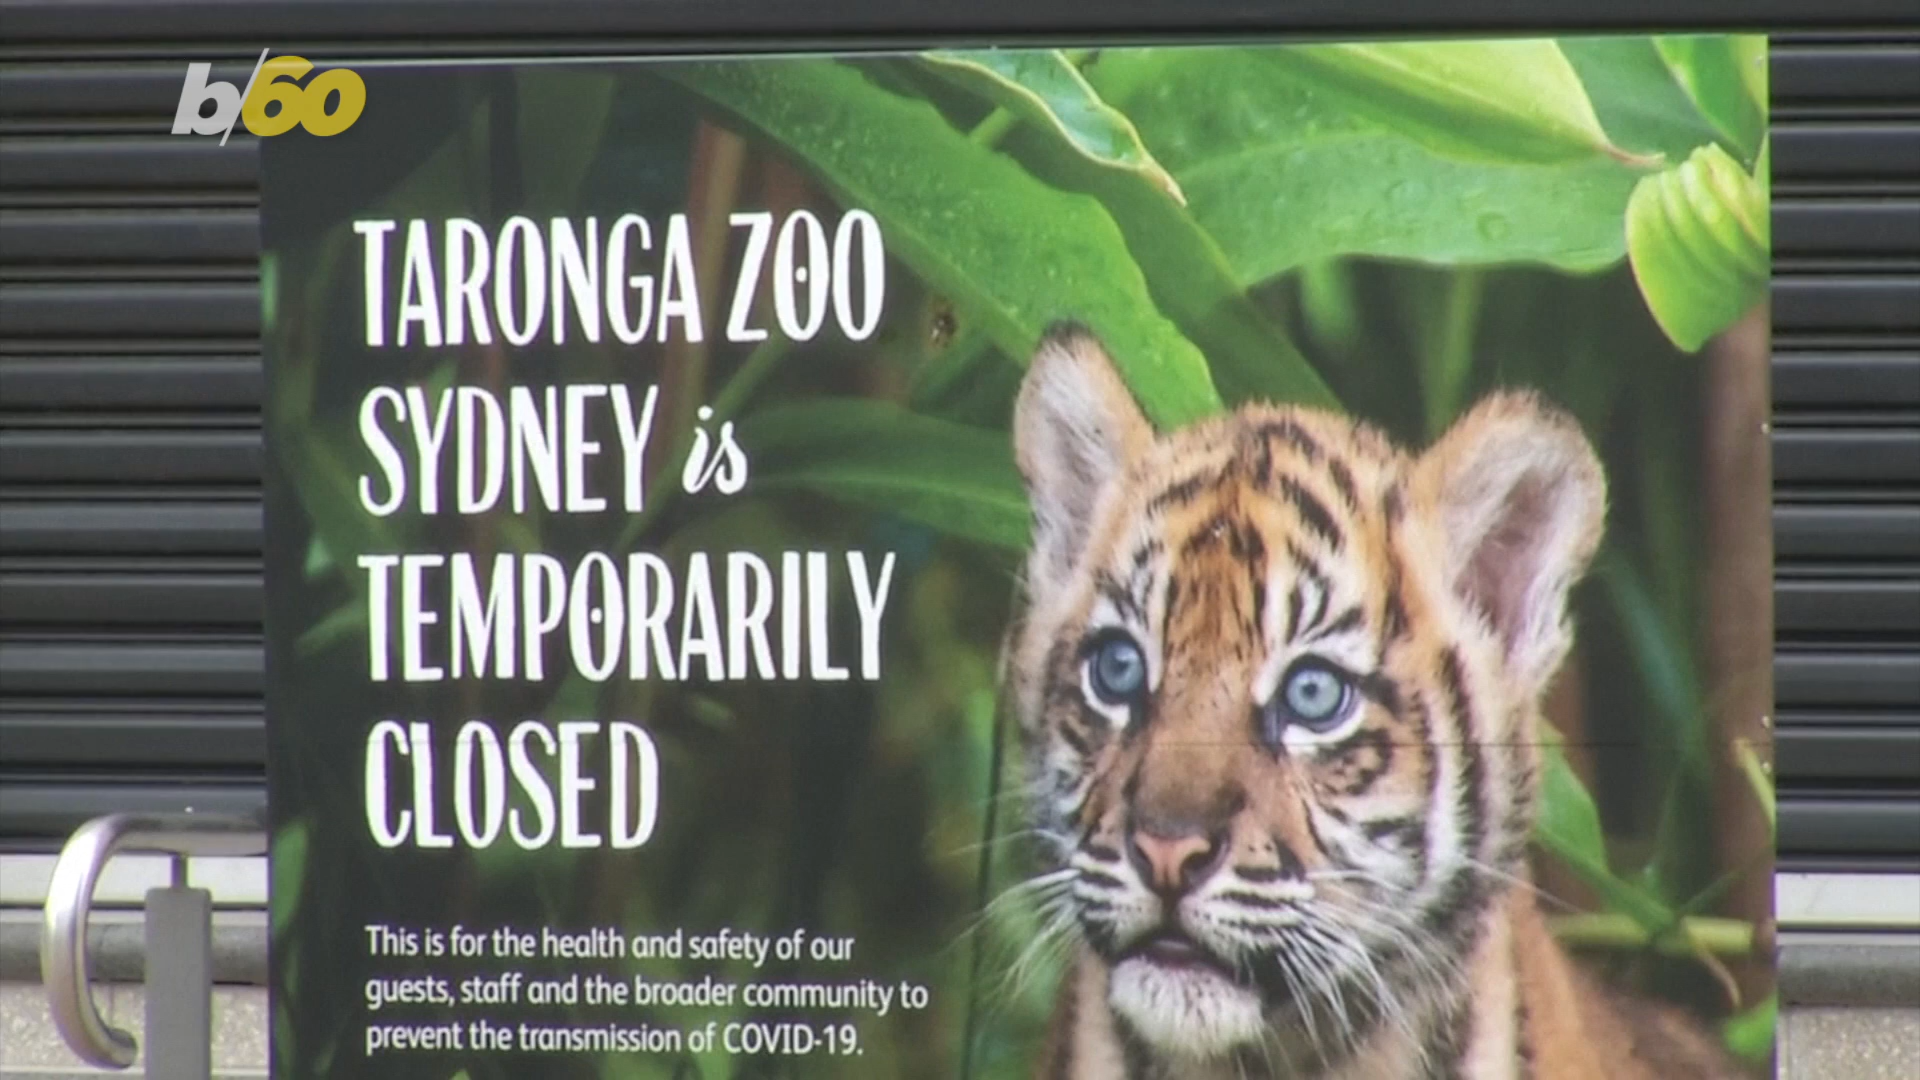 b/60
TARONGA ZOO
SYDNEY is
TEMPORARILY
CLOSED
This is for the health and safety of our
guests, staff and the broader community to
prevent the transmission of COVID-19.